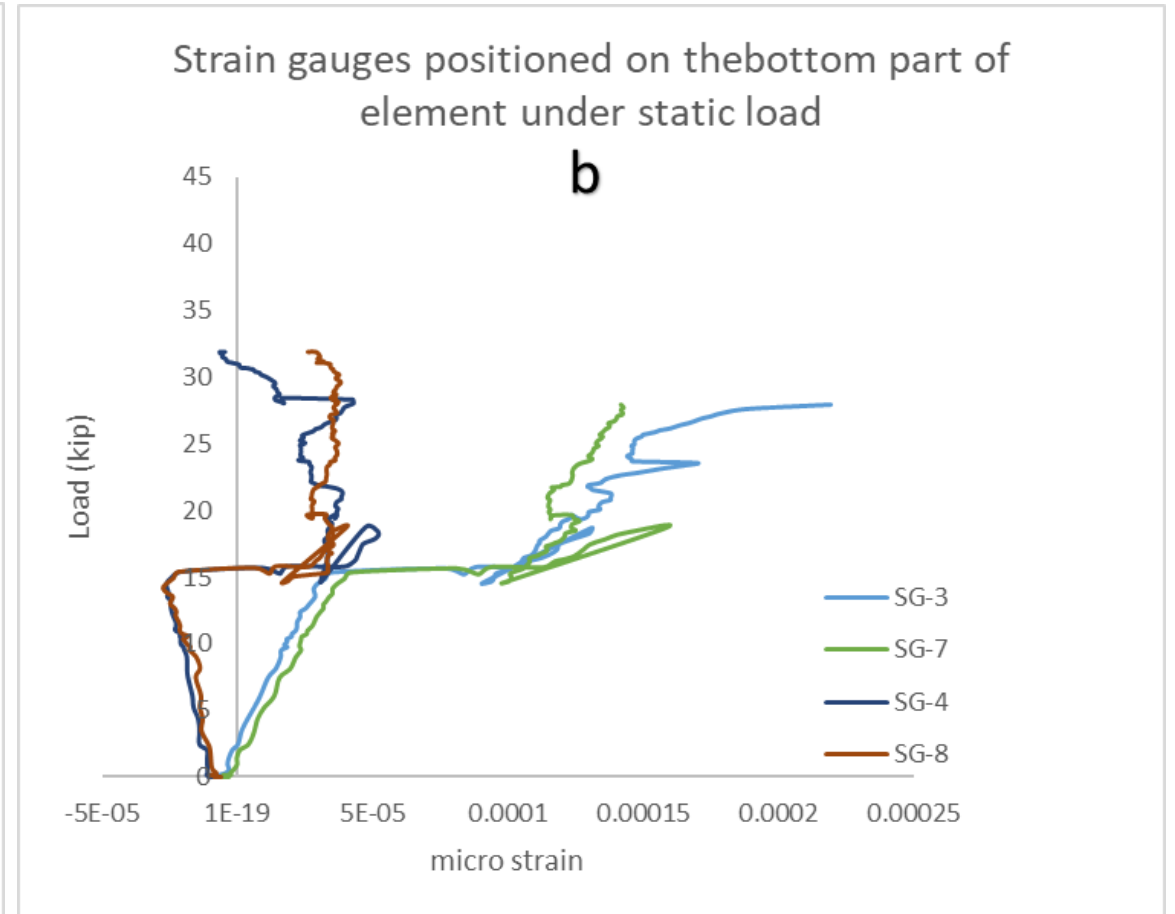 Strain gauges positioned on thebottom part of
element under static load
b
45
40
35
30
25
20
15
10
5
0
Load (kip)
-5E-05 1E-19 5E-05 0.0001 0.00015 0.0002 0.00025
micro strain
SG-3
SG-7
SG-4
SG-8